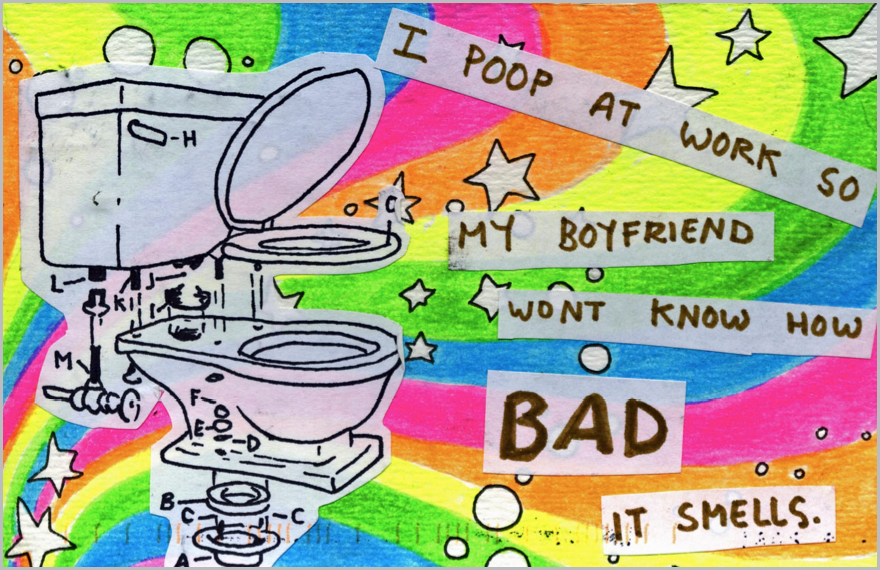 I POOP AT WORK SO
MY BOYFRIEND
WONT KNOW HOW
BAD
IT SMELLS.
H
L
J
K
M
F
E
D
B
C
C
A